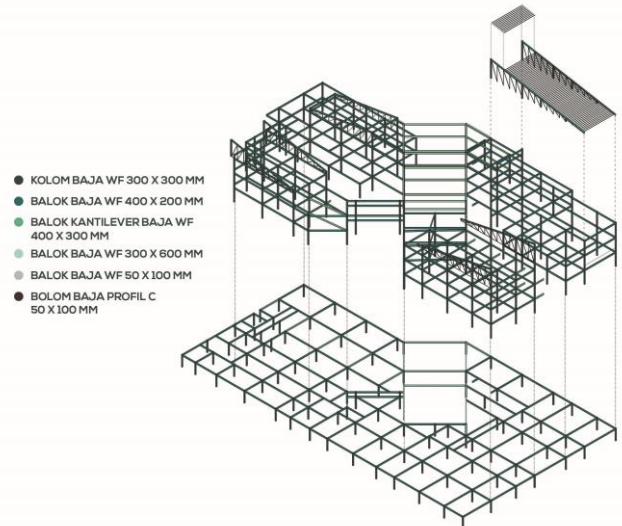 KOLOM BAJA WF 300 X 300 MM
BALOK BAJA WF 400 X 200 MM
BALOK KANTILEVER BAJA WF
400 X 300 MM
BALOK BAJA WF 300 X 600 MM
BALOK BAJA WF 50 X 100 MM
BOLOM BAJA PROFIL C
50 X 100 MM